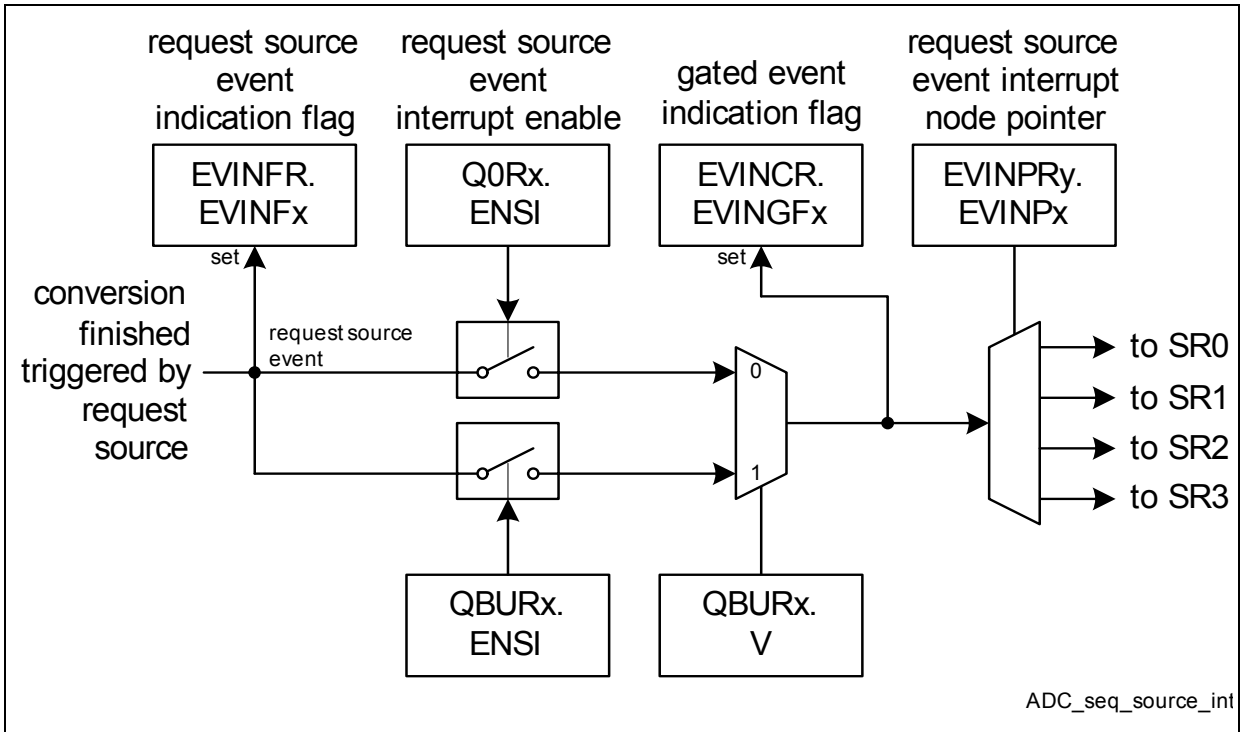 request source
event
indication flag
request source
event
interrupt enable
gated event
indication flag
request source
event interrupt
node pointer
EVINFR.
EVINFx
Q0Rx.
ENSI
EVINCR.
EVINGFx
EVINPRy.
EVINPx
set
set
conversion
finished
triggered by
request
source
request source
event
0
1
to SR0
to SR1
to SR2
to SR3
QBURx.
ENSI
QBURx.
V
ADC_seq_source_int